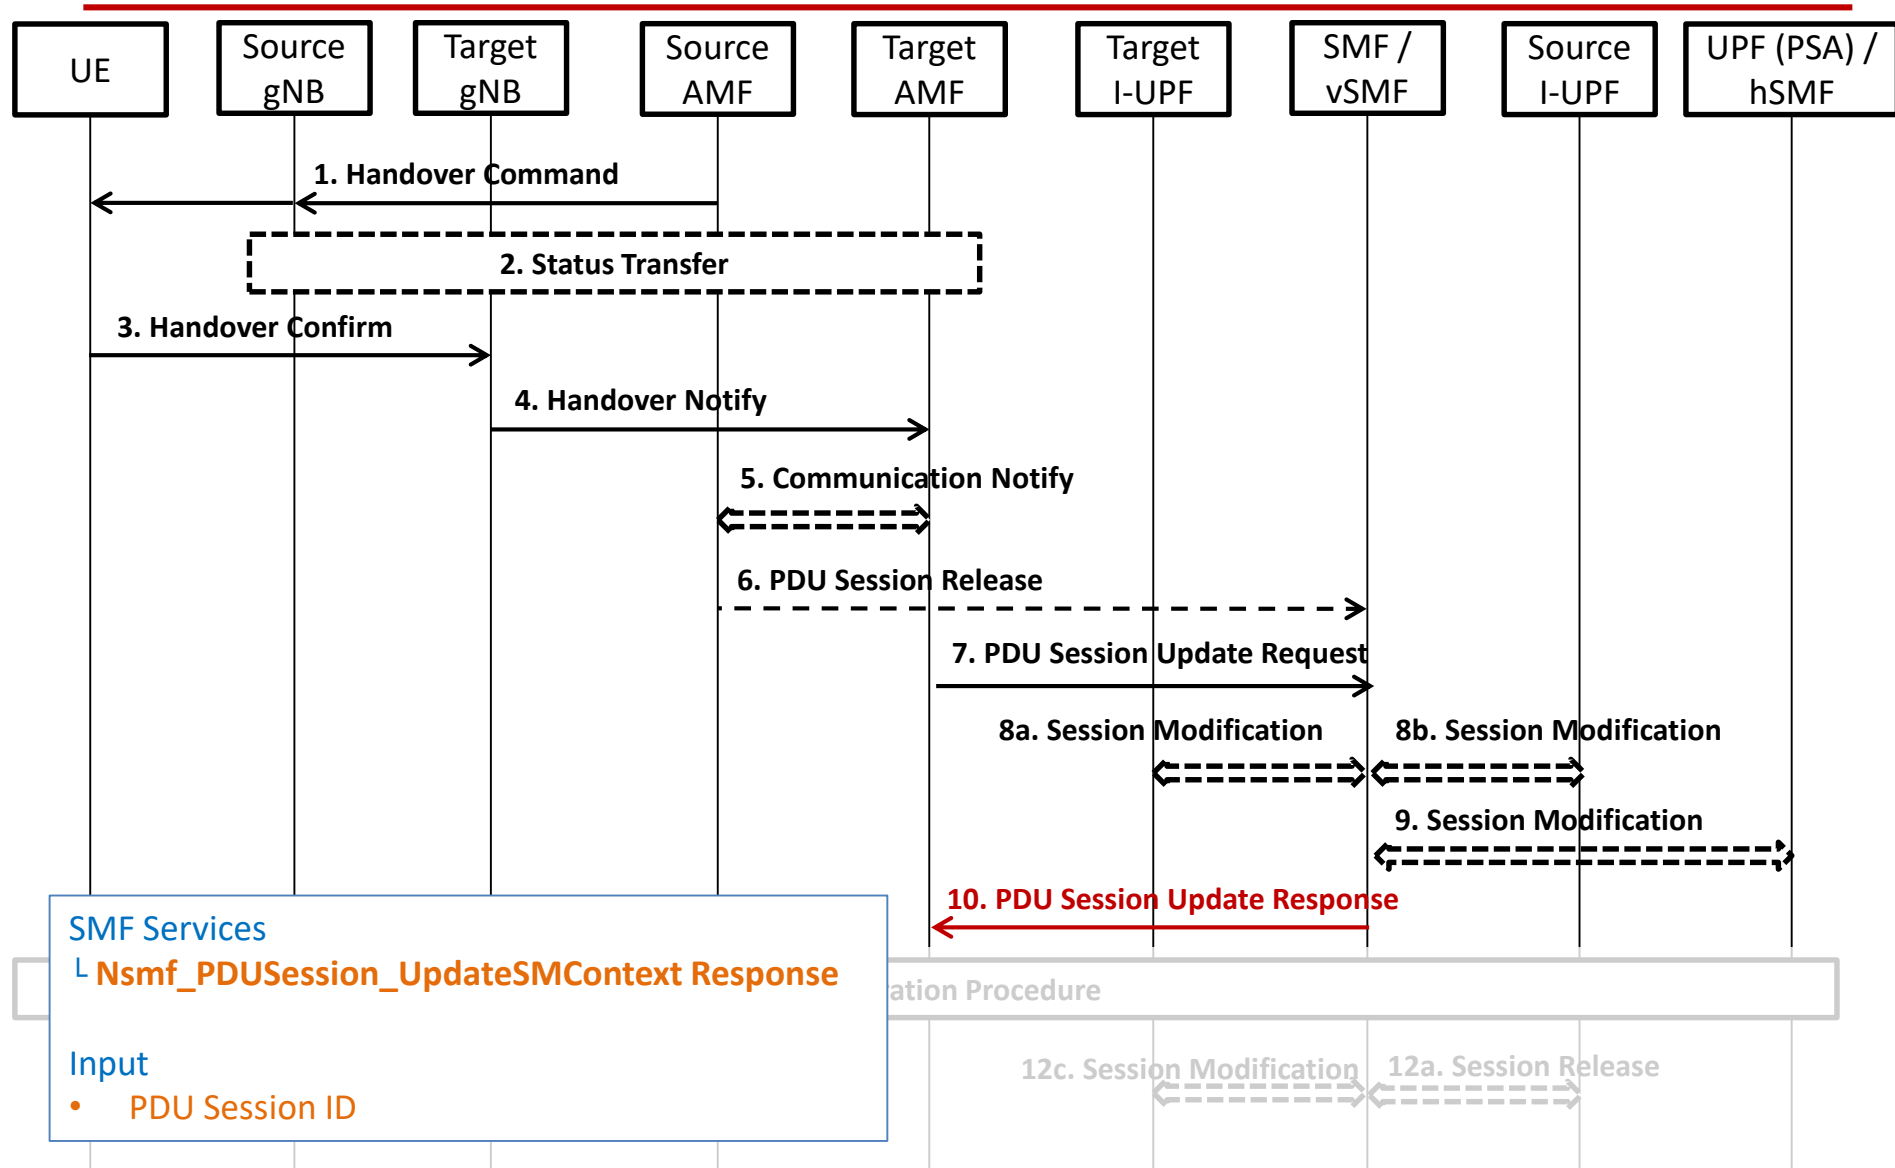 UE
Source
gNB
Target
gNB
Source
AMF
Target
AMF
Target
I-UPF
SMF /
vSMF
Source
I-UPF
UPF (PSA) /
hSMF
1. Handover Command
2. Status Transfer
3. Handover Confirm
4. Handover Notify
5. Communication Notify
6. PDU Session Release
7. PDU Session Update Request
8a. Session Modification
8b. Session Modification
9. Session Modification
10. PDU Session Update Response
SMF Services
└ Nsmf_PDUSession_UpdateSMContext Response
Input
• PDU Session ID
Procedure
12c. Session Modification
12a. Session Release